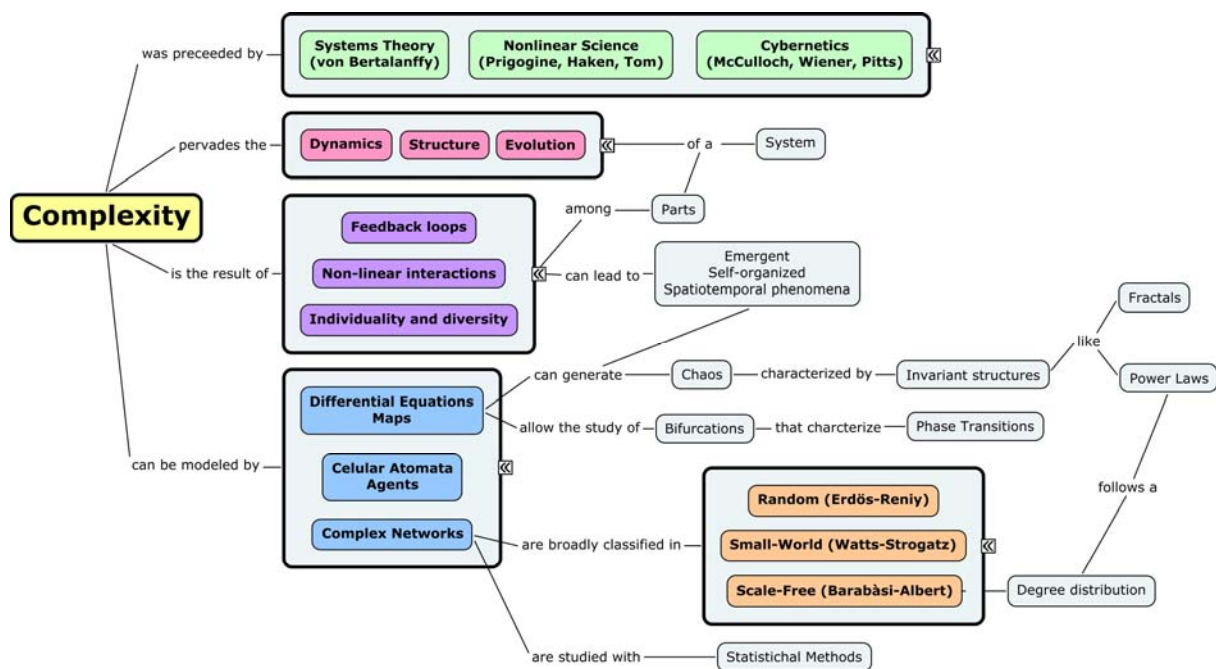 was preceeded by
Systems Theory
(von Bertalanffy)
Nonlinear Science
(Prigogine, Haken, Tom)
Cybernetics
(McCulloch, Wiener, Pitts)
pervades the
Dynamics
Structure
Evolution
of a
System
Complexity
among
Parts
is the result of
Feedback loops
Non-linear interactions
Individuality and diversity
can lead to
Emergent
Self-organized
Spatiotemporal phenomena
Fractals
like
Power Laws
can generate
Chaos
characterized by
Invariant structures
Differential Equations
Maps
allow the study of
Bifurcations
that charcterize
Phase Transitions
can be modeled by
Celular Atomata
Agents
Complex Networks
are broadly classified in
Random (Erdös-Reniy)
Small-World (Watts-Strogatz)
Scale-Free (Barabàsi-Albert)
follows a
Degree distribution
are studied with
Statistichal Methods